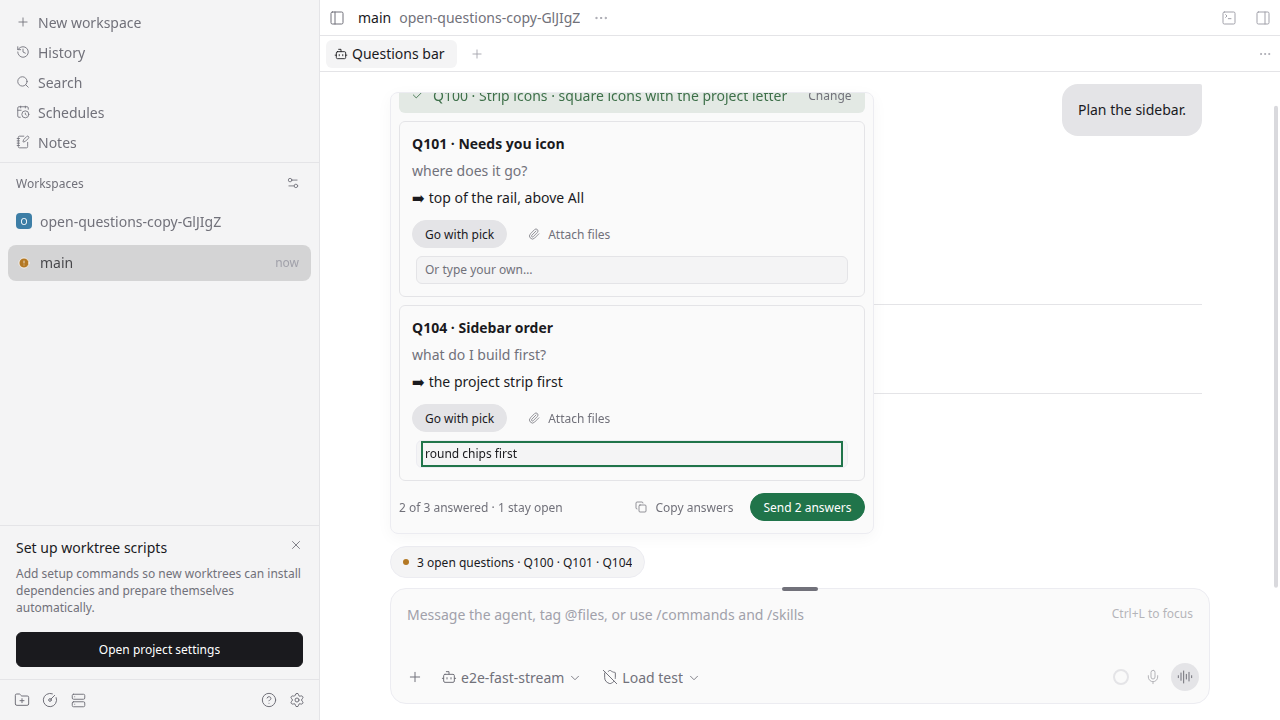 New workspace
History
Search
Schedules
Notes
Workspaces
O open-questions-copy-GlJIgZ
main now
Set up worktree scripts
Add setup commands so new worktrees can install
dependencies and prepare themselves
automatically.
Open project settings
main open-questions-copy-GlJIgZ
Questions bar
Plan the sidebar.
Q100 · Strip icons · square icons with the project letter Change
Q101 · Needs you icon
where does it go?
➡ top of the rail, above All
Go with pick Attach files
Or type your own...
Q104 · Sidebar order
what do I build first?
➡ the project strip first
Go with pick Attach files
round chips first
2 of 3 answered · 1 stay open Copy answers Send 2 answers
3 open questions · Q100 · Q101 · Q104
Message the agent, tag @files, or use /commands and /skills Ctrl+L to focus
e2e-fast-stream Load test